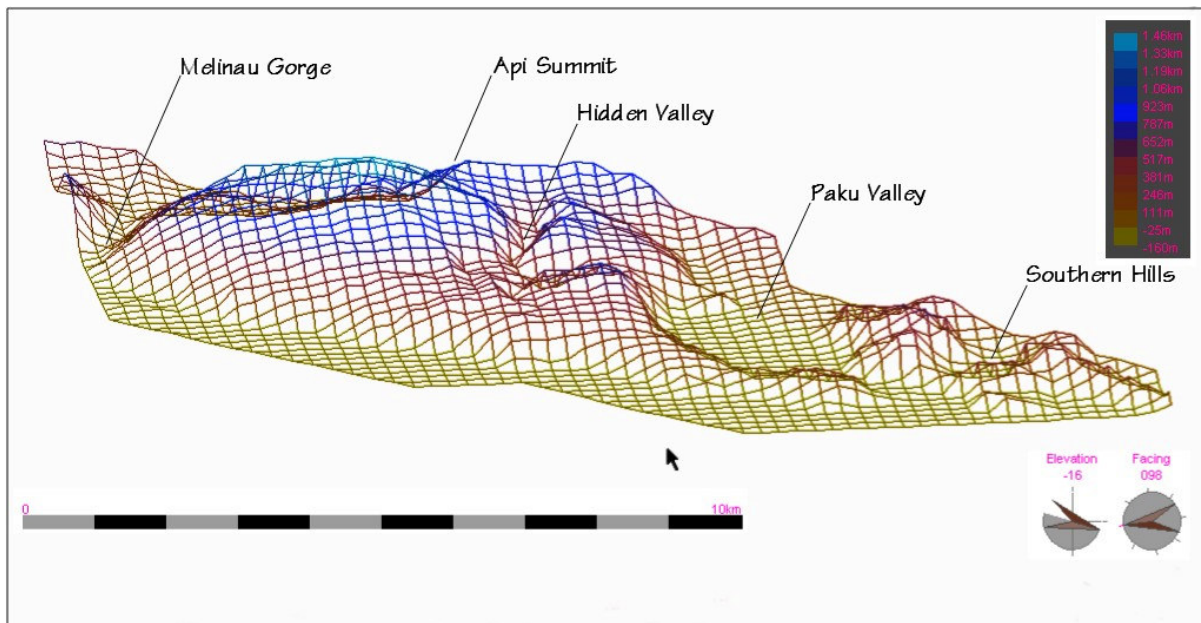 Melinau Gorge
Api Summit
Hidden Valley
Paku Valley
Southern Hills
1.46km
1.33km
1.19km
1.06km
923m
787m
652m
517m
381m
246m
111m
-25m
-160m
Elevation
-16
Facing
098
0
10km